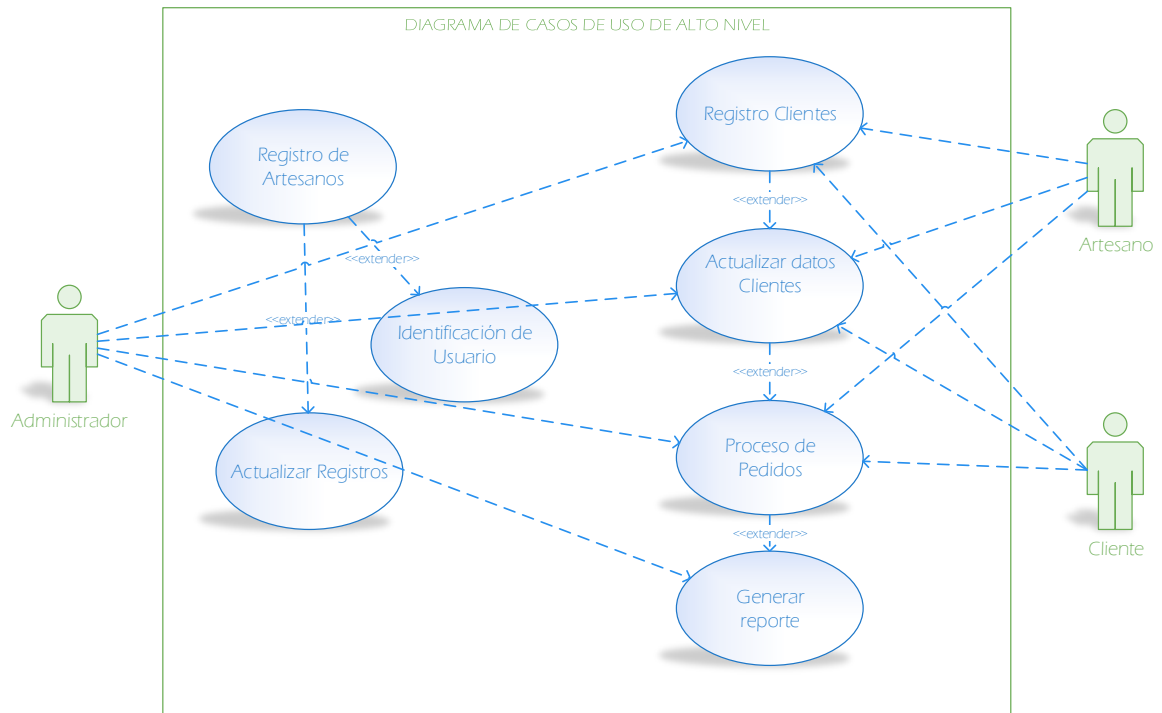 DIAGRAMA DE CASOS DE USO DE ALTO NIVEL
Registro Clientes
Registro de
Artesanos
<<extender>>
Artesano
<<extender>>
Actualizar datos
Clientes
<<extender>>
Identificación de
Usuario
Administrador
<<extender>>
Proceso de
Pedidos
Actualizar Registros
<<extender>>
Cliente
Generar
reporte